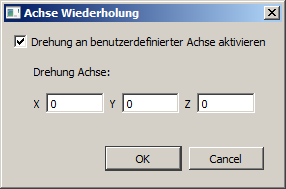 Achse Wiederholung
Drehung an benutzerdefinierter Achse aktivieren
Drehung Achse:
X 0 Y 0 Z 0
OK Cancel